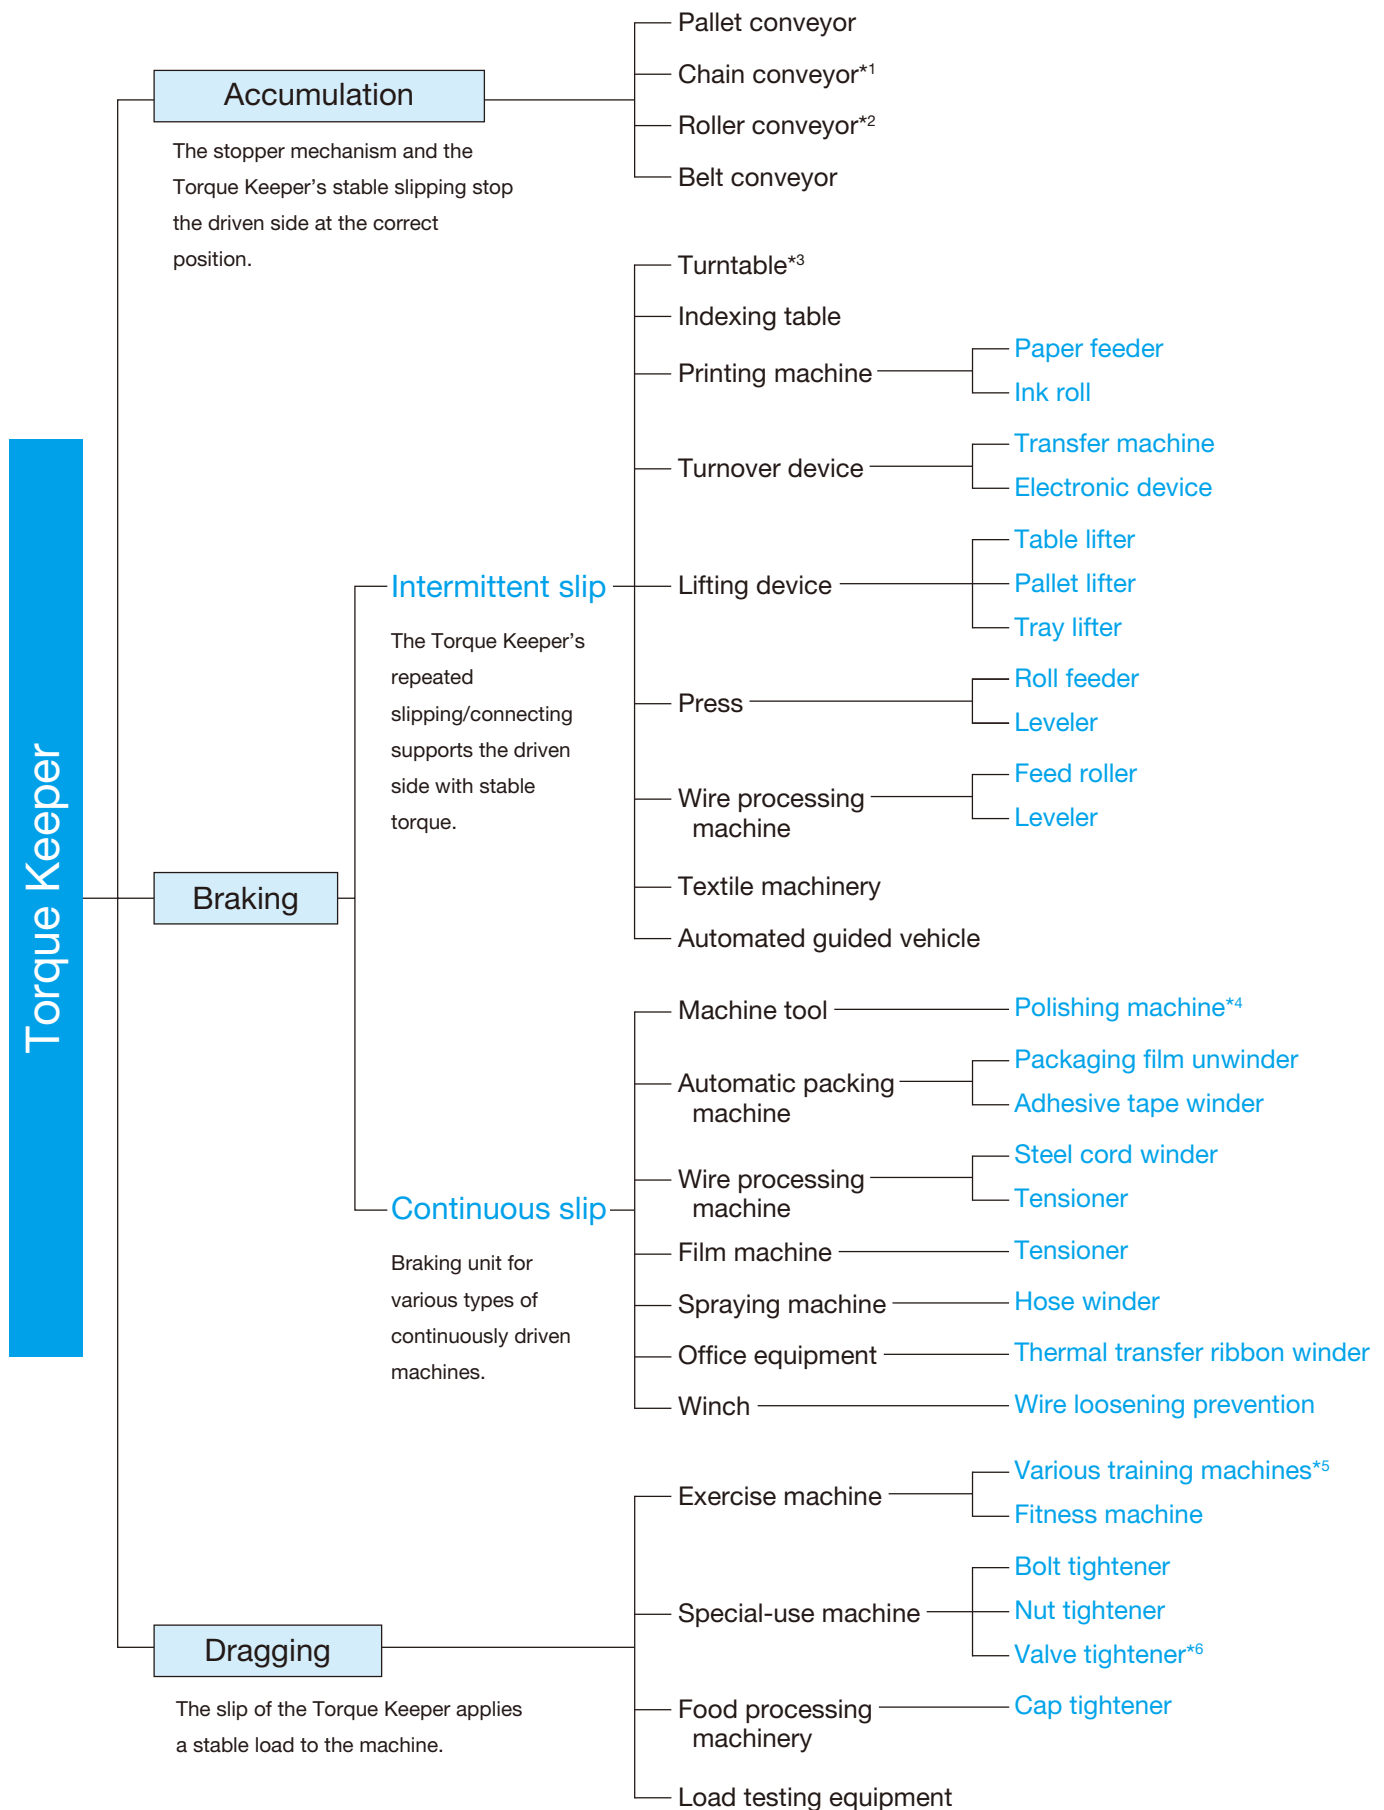 Torque Keeper
Accumulation
The stopper mechanism and the
Torque Keeper’s stable slipping stop
the driven side at the correct
position.
Pallet conveyor
Chain conveyor*1
Roller conveyor*2
Belt conveyor
Braking
Intermittent slip
The Torque Keeper’s
repeated
slipping/connecting
supports the driven
side with stable
torque.
Turntable*3
Indexing table
Printing machine
Paper feeder
Ink roll
Turnover device
Transfer machine
Electronic device
Lifting device
Table lifter
Pallet lifter
Tray lifter
Press
Roll feeder
Leveler
Wire processing
machine
Feed roller
Leveler
Textile machinery
Automated guided vehicle
Continuous slip
Braking unit for
various types of
continuously driven
machines.
Machine tool
Polishing machine*4
Automatic packing
machine
Packaging film unwinder
Adhesive tape winder
Wire processing
machine
Steel cord winder
Tensioner
Film machine
Tensioner
Spraying machine
Hose winder
Office equipment
Thermal transfer ribbon winder
Winch
Wire loosening prevention
Dragging
The slip of the Torque Keeper applies
a stable load to the machine.
Exercise machine
Various training machines*5
Fitness machine
Special-use machine
Bolt tightener
Nut tightener
Valve tightener*6
Food processing
machinery
Cap tightener
Load testing equipment